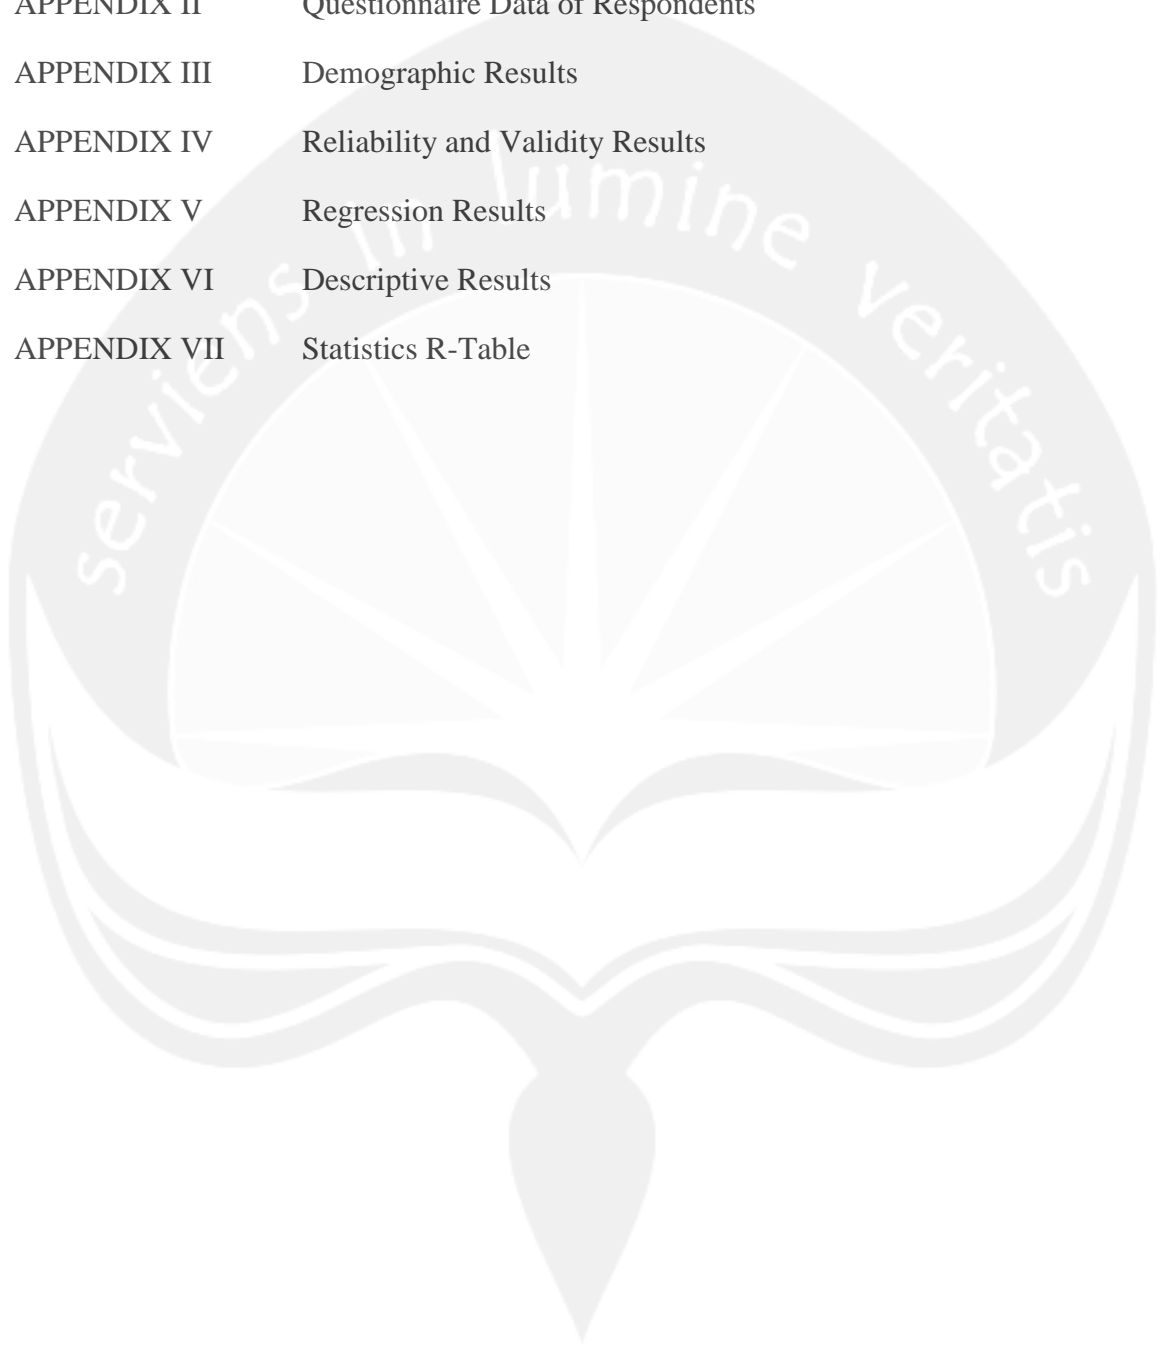 APPENDIX II Questionnaire Data of Respondents
APPENDIX III Demographic Results
APPENDIX IV Reliability and Validity Results
APPENDIX V Regression Results
APPENDIX VI Descriptive Results
APPENDIX VII Statistics R-Table
serviens in lumine veritatis